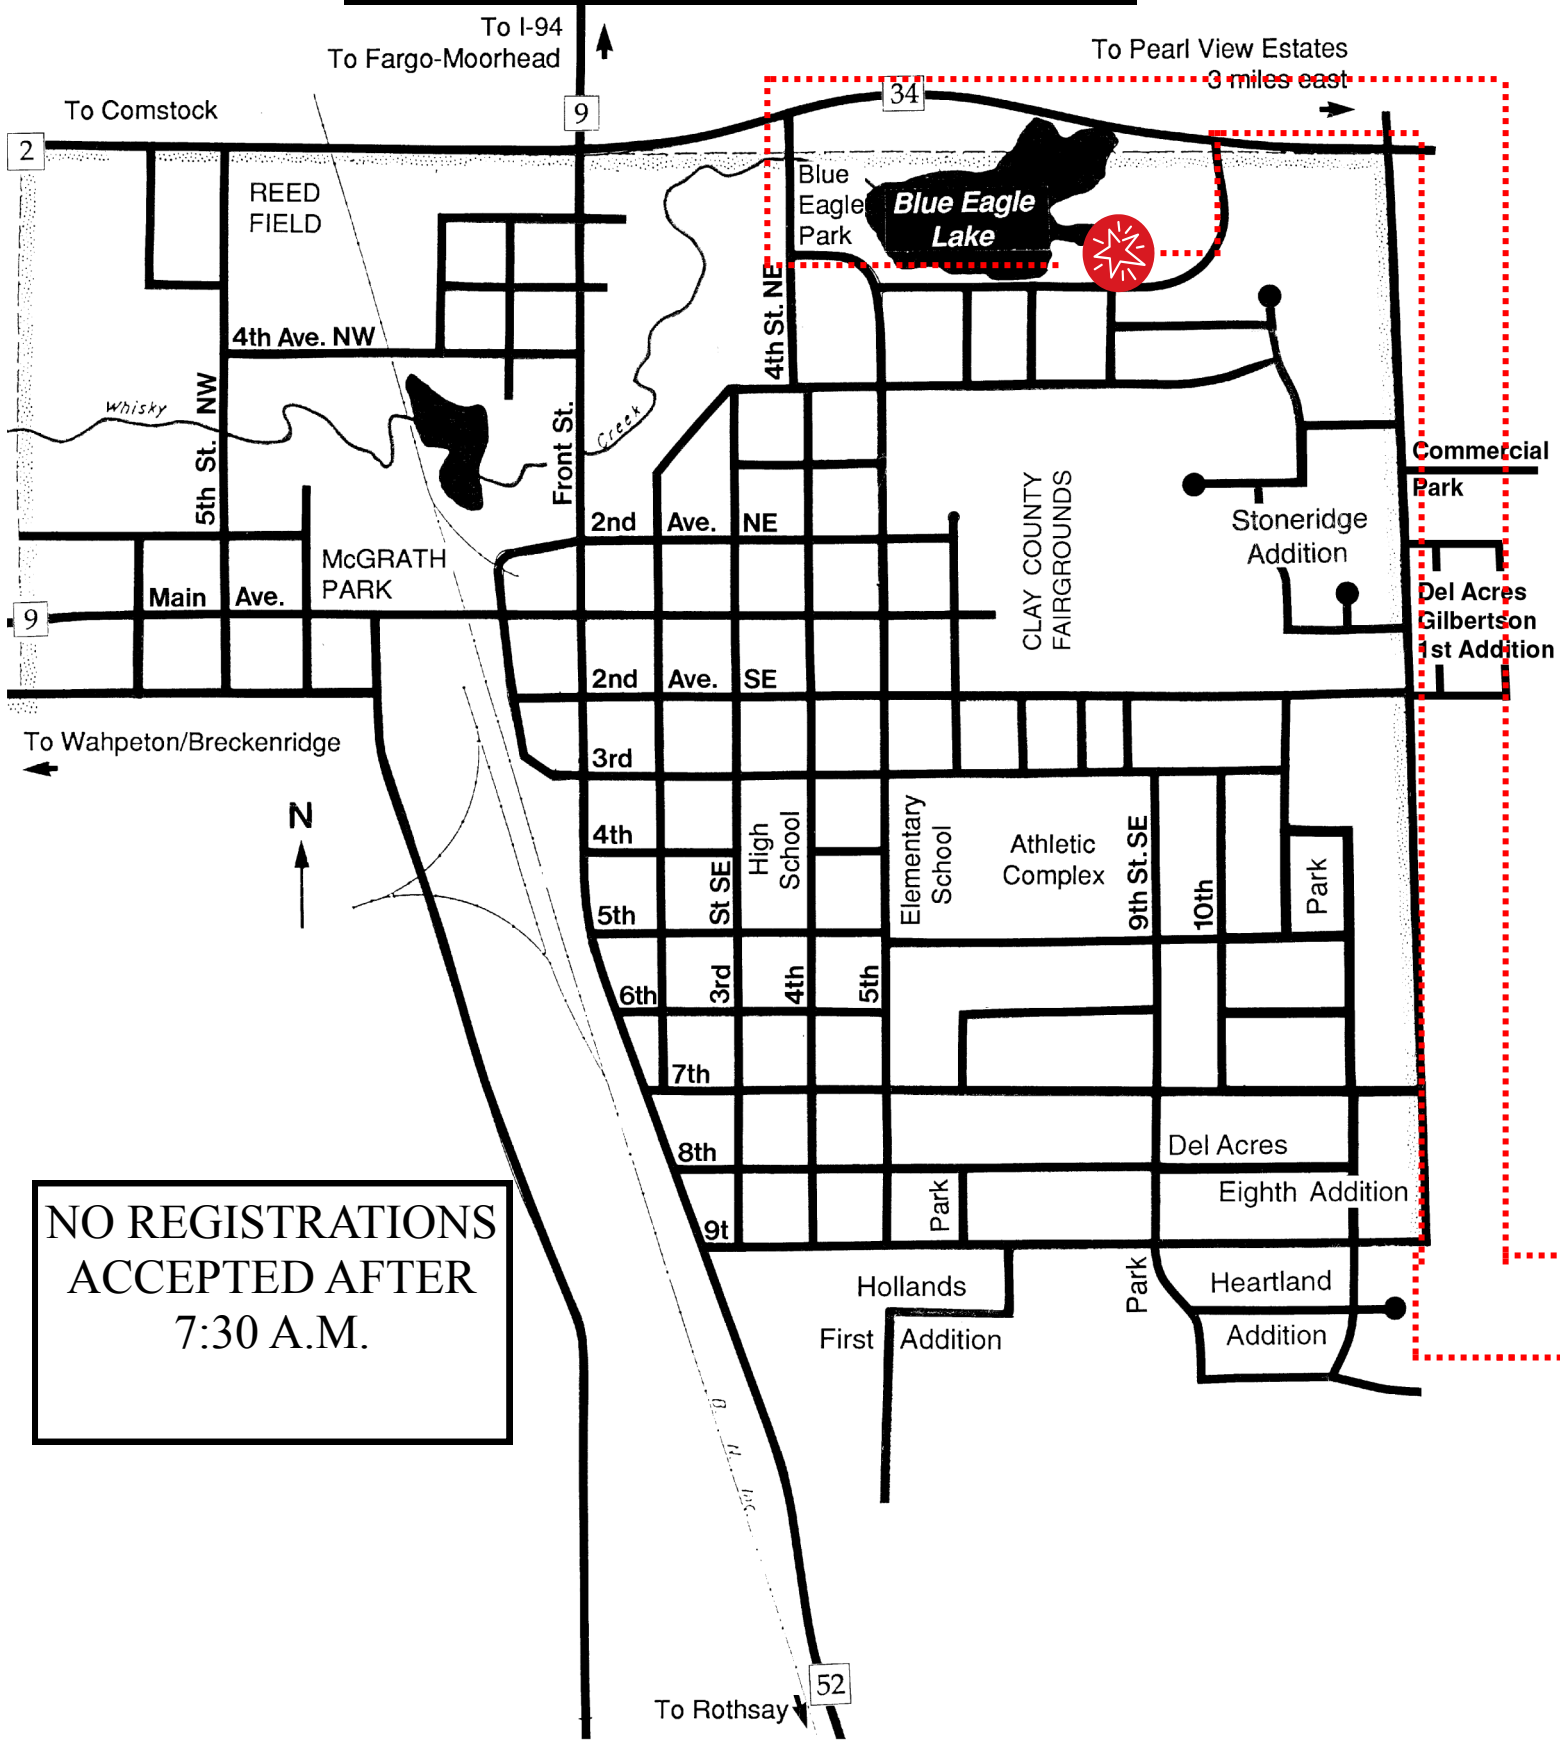 To I-94
To Fargo-Moorhead
To Pearl View Estates
3 miles east
34
To Comstock
9
2
REED
FIELD
Blue
Eagle
Park
Blue Eagle
Lake
4th St. NE
4th Ave. NW
5th St. NW
Whisky
Creek
Front St.
Commercial
Park
2nd Ave. NE
CLAY COUNTY
FAIRGROUNDS
Stoneridge
Addition
McGRATH
PARK
Main Ave.
9
Del Acres
Gilbertson
1st Addition
2nd Ave. SE
To Wahpeton/Breckenridge
3rd
N
4th
High
School
Elementary
School
Athletic
Complex
9th St. SE
10th
Park
5th
3rd St SE
4th
5th
6th
7th
8th
Del Acres
Eighth Addition
Park
9t
NO REGISTRATIONS
ACCEPTED AFTER
7:30 A.M.
Hollands
First Addition
Park
Heartland
Addition
52
To Rothsay